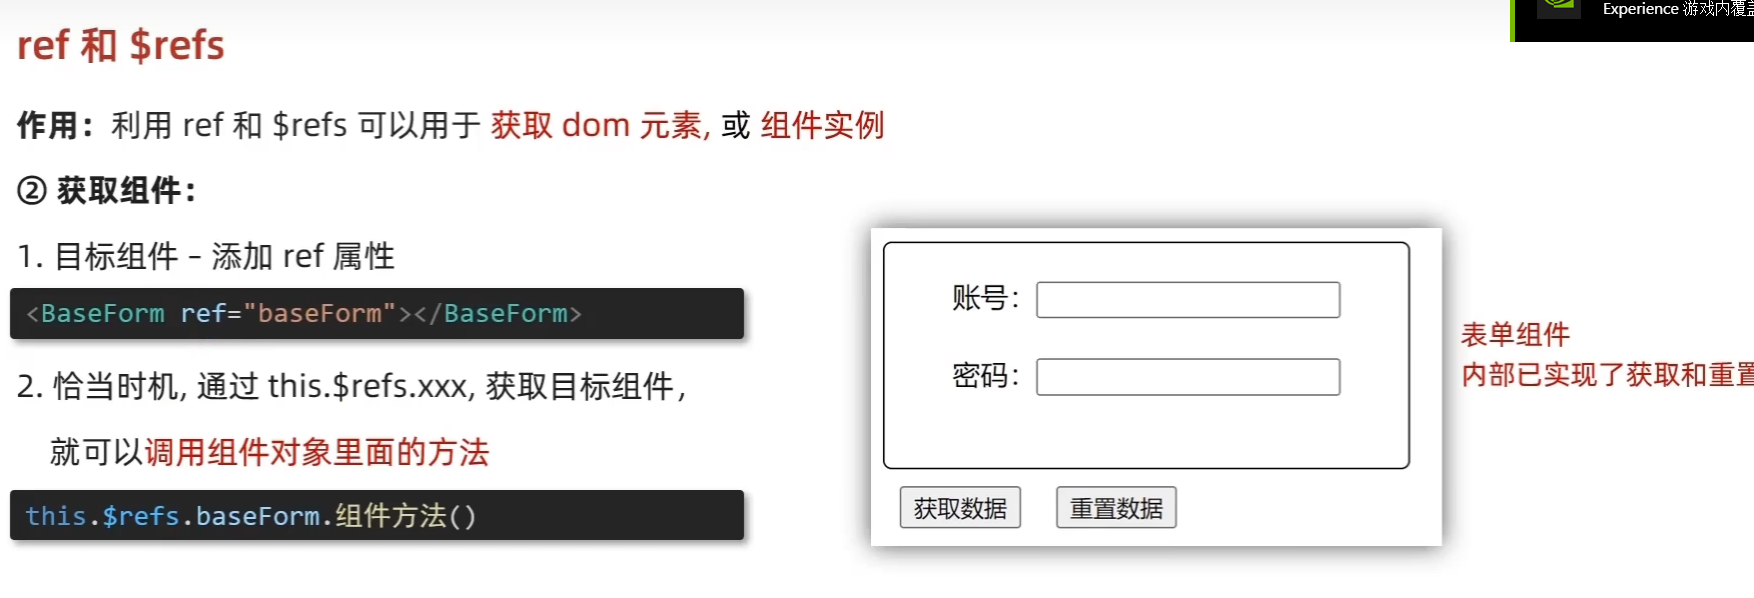 Experience 游戏内覆盖
ref 和 $refs
作用：利用 ref 和 $refs 可以用于 获取 dom 元素, 或 组件实例
② 获取组件：
1. 目标组件 – 添加 ref 属性
<BaseForm ref="baseForm"></BaseForm>
2. 恰当时机, 通过 this.$refs.xxx, 获取目标组件，
就可以调用组件对象里面的方法
this.$refs.baseForm.组件方法()
账号：
密码：
获取数据 重置数据
表单组件
内部已实现了获取和重置